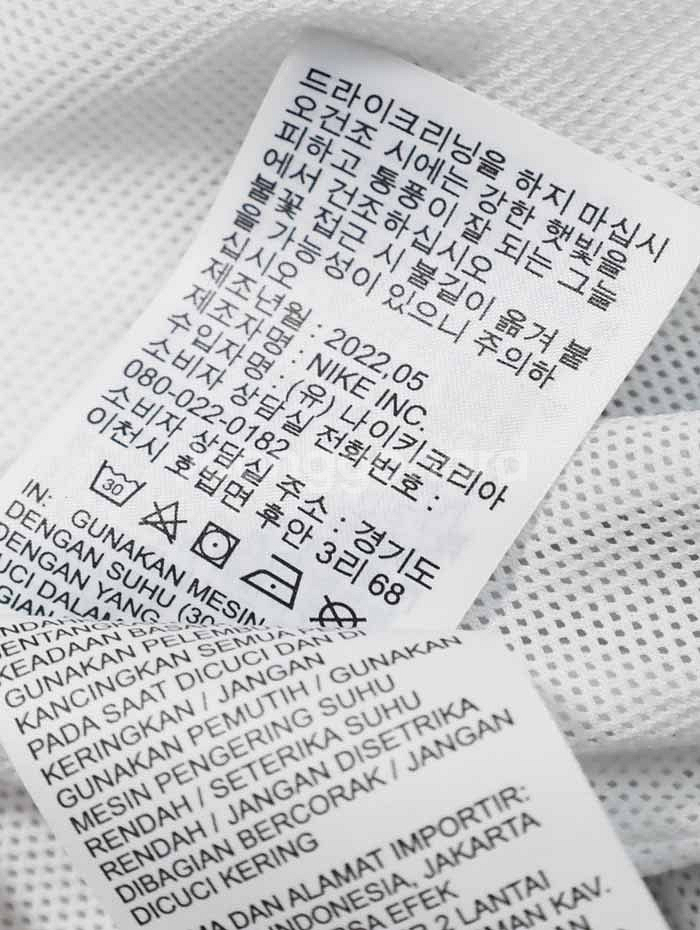 드라이크리닝을 하지 마십시
오건조 시에는 강한 햇빛을
피하고 통풍이 잘 되는 그늘
에서 건조하십시오
불꽃 접근 시 불길이 옮겨 붙
을 가능성이 있으니 주의하
십시오
제조년월 : 2022.05
제조자명 : NIKE INC.
수입자명 : (유) 나이키코리아
소비자 상담실 전화번호 :
080-022-0182
소비자 상담실 주소 : 경기도
이천시 호법면 후안 3리 68
30
IN: GUNAKAN MESIN
DENGAN SUHU (30
DENGAN YANG
UCI DALAM
KEADAAN
GUNAKAN
KANCINGKAN SEMUA
PADA SAAT DICUCI DAN DI
KERINGKAN / JANGAN
GUNAKAN PEMUTIH / GUNAKAN
MESIN PENGERING SUHU
RENDAH / SETERIKA SUHU
RENDAH / JANGAN DISETRIKA
DIBAGIAN BERCORAK / JANGAN
DICUCI KERING
DAN ALAMAT IMPORTIR:
INDONESIA, JAKARTA
EFEK
2 LANTAI
KAV.